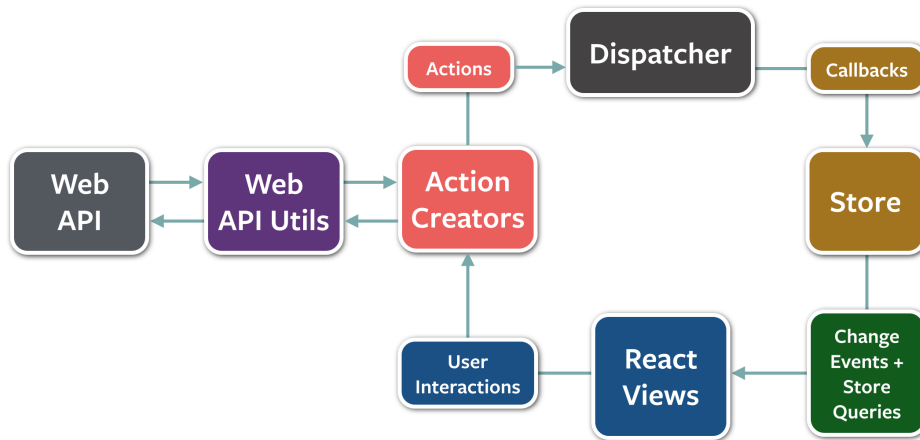 Actions
Dispatcher
Callbacks
Web
API
Web
API Utils
Action
Creators
Store
User
Interactions
React
Views
Change
Events +
Store
Queries